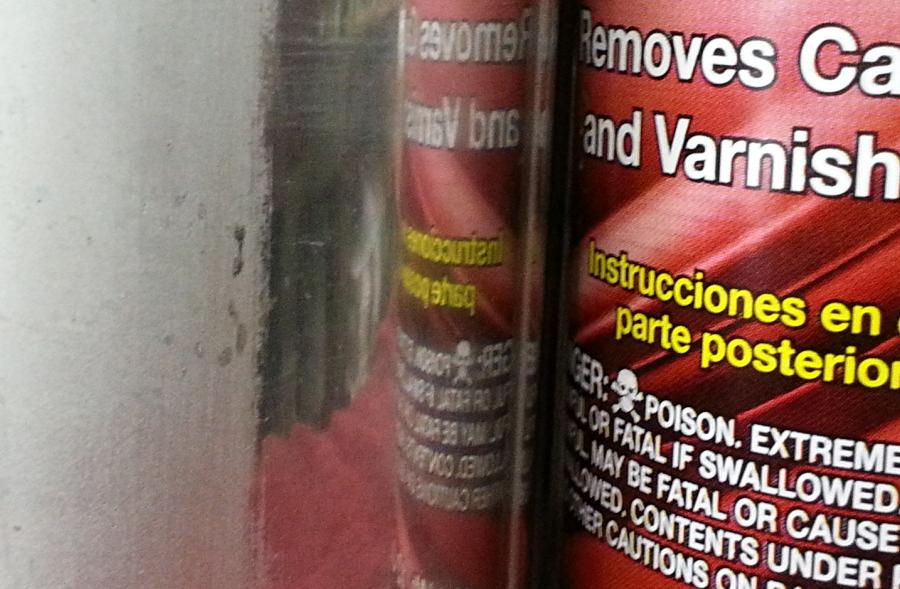 Removes Ca
and Varnish
Instrucciones en
parte posterior
GER: POISON. EXTREME
OL OR FATAL IF SWALLOWED.
MAY BE FATAL OR CAUSE
LOWED. CONTENTS UNDER
HER CAUTIONS ON